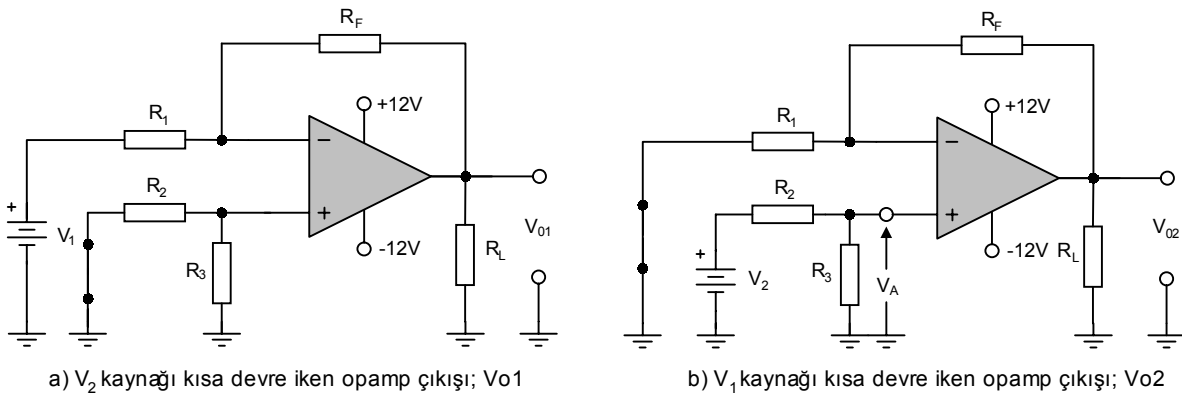 R_F
+12V
R_1
−
R_2
+
+
V_1
-12V
R_3
R_L
V_01
a) V_2 kaynağı kısa devre iken opamp çıkışı; Vo1
R_F
+12V
R_1
−
R_2
+
+
V_2
-12V
R_3
V_A
R_L
V_02
b) V_1 kaynağı kısa devre iken opamp çıkışı; Vo2